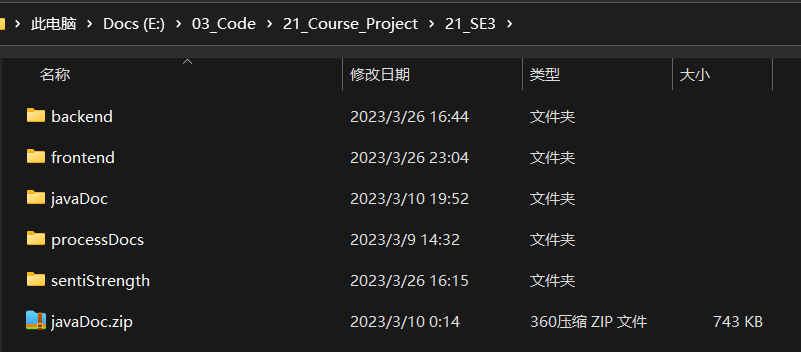 此电脑 > Docs (E:) > 03_Code > 21_Course_Project > 21_SE3 >
名称 修改日期 类型 大小
backend 2023/3/26 16:44 文件夹
frontend 2023/3/26 23:04 文件夹
javaDoc 2023/3/10 19:52 文件夹
processDocs 2023/3/9 14:32 文件夹
sentiStrength 2023/3/26 16:15 文件夹
javaDoc.zip 2023/3/10 0:14 360压缩 ZIP 文件 743 KB